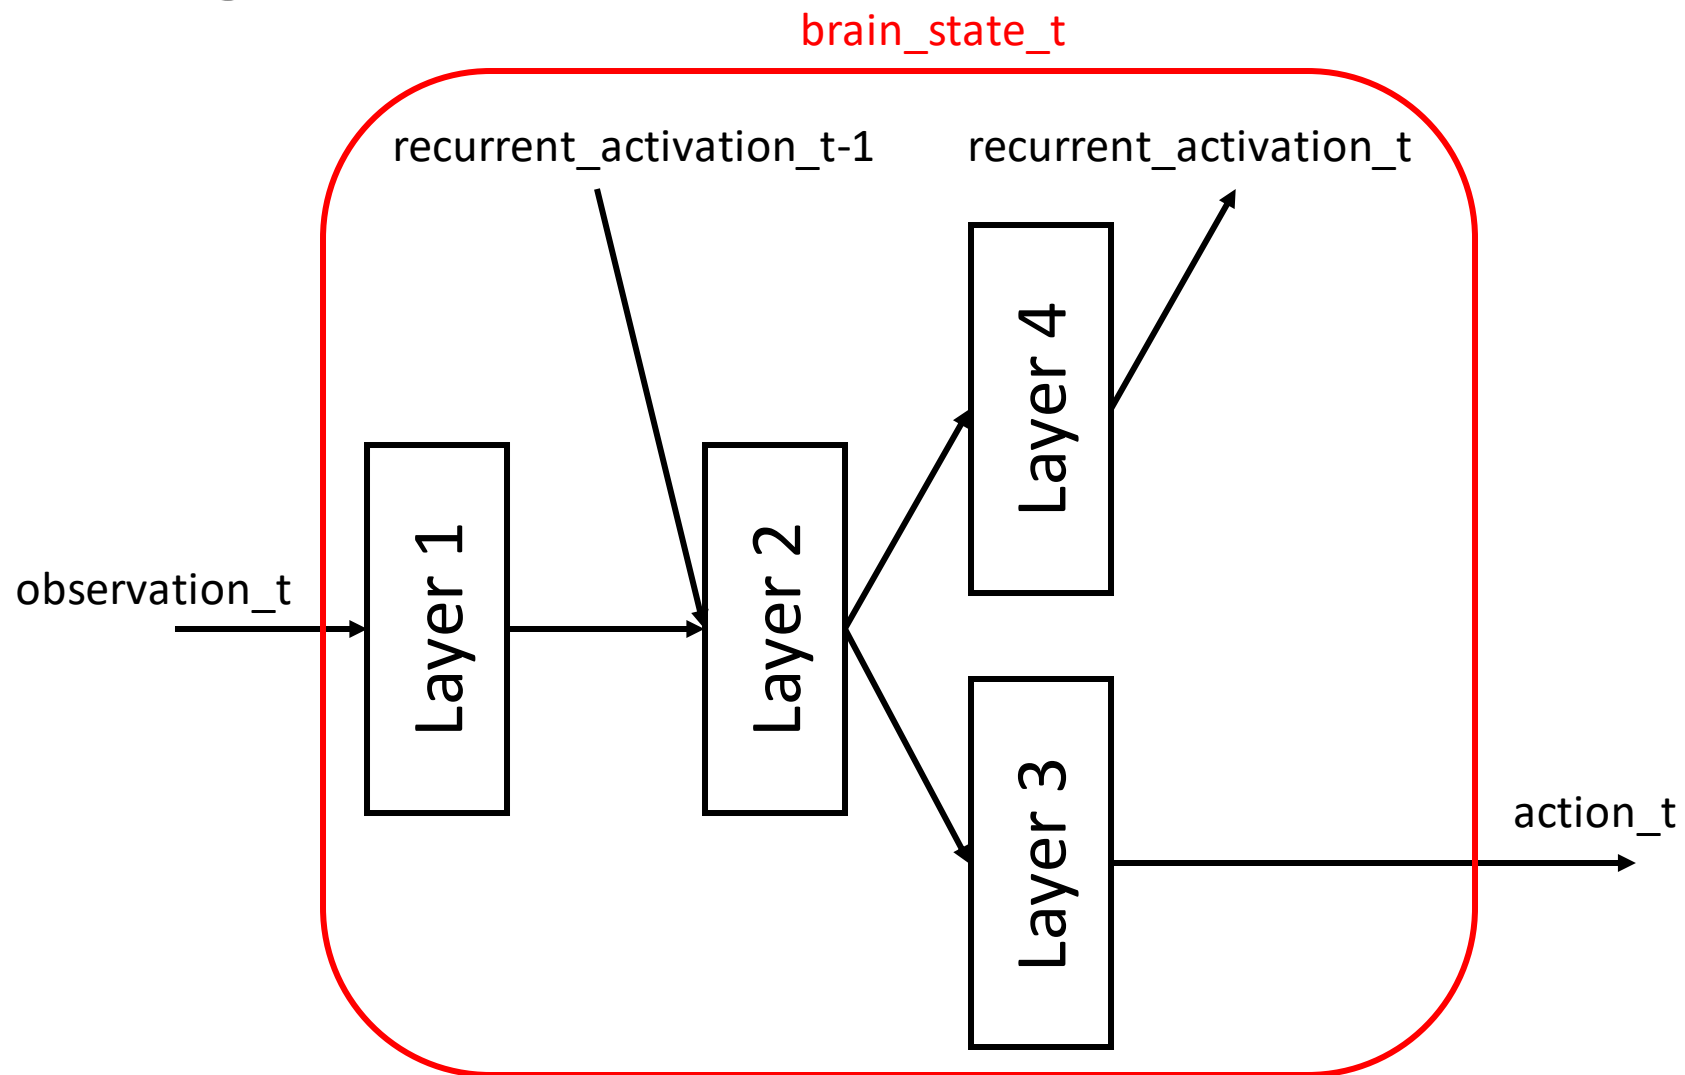 brain_state_t
recurrent_activation_t-1
recurrent_activation_t
Layer 4
Layer 1
Layer 2
observation_t
Layer 3
action_t